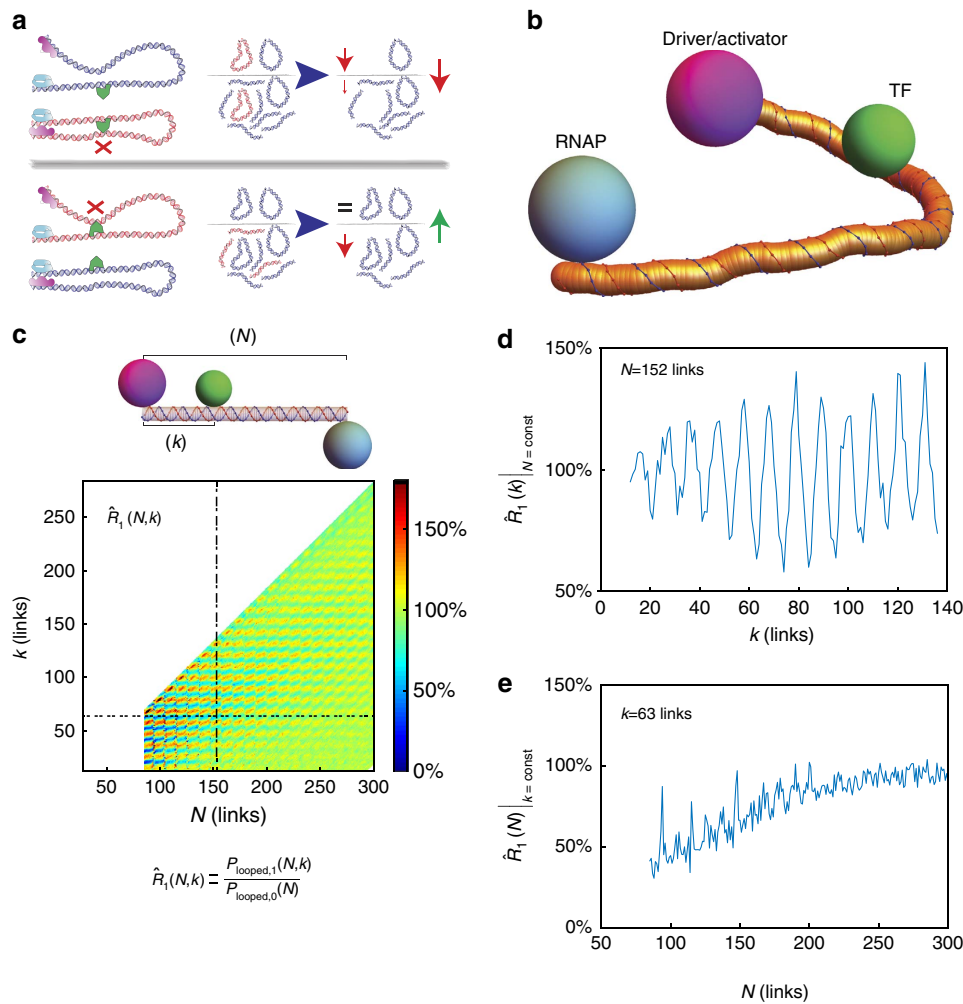 a
=
b
Driver/activator
TF
RNAP
c
(N)
(k)
R̂₁ (N,k)
k (links)
250
200
150
100
50
50
100
150
200
250
300
N (links)
150%
100%
50%
0%
R̂₁(N,k) ≡ P looped,1 (N,k) / P looped,0 (N)
d
N=152 links
R̂₁ (k)|N = const
150%
100%
50%
0
20
40
60
80
100
120
140
k (links)
e
k=63 links
R̂₁ (N)|k = const
150%
100%
50%
0%
50
100
150
200
250
300
N (links)